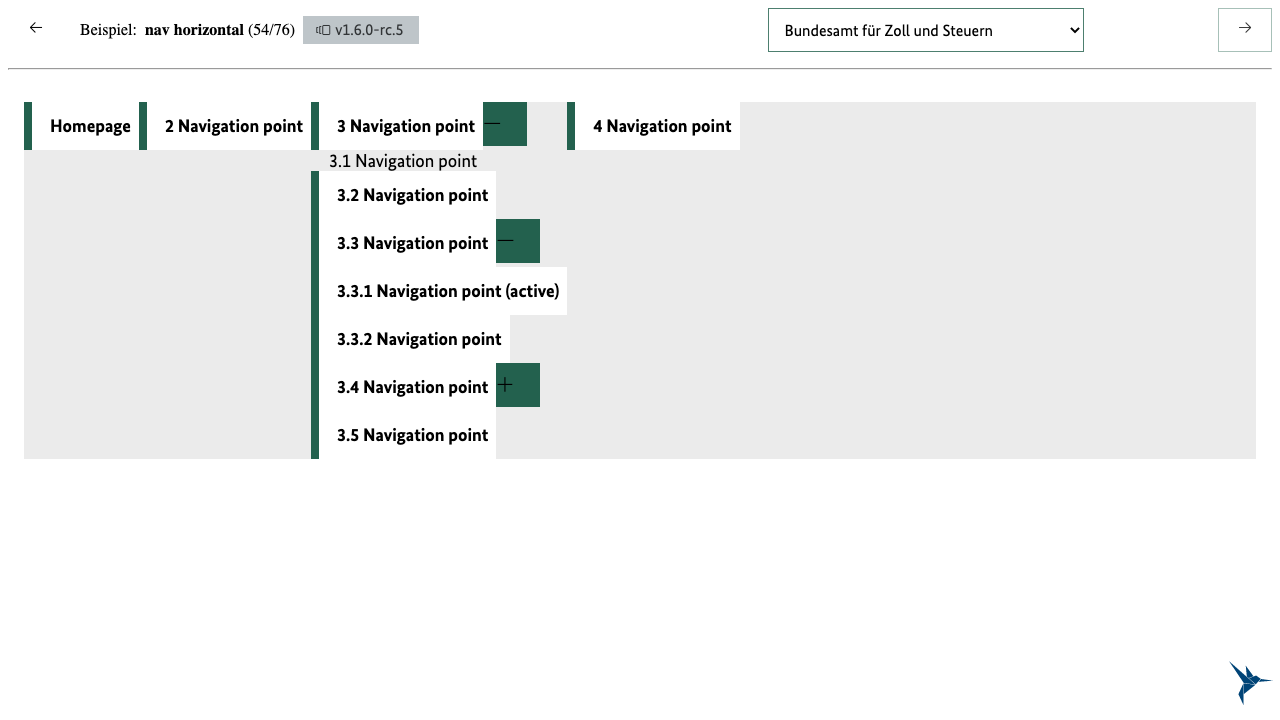 Beispiel: nav horizontal (54/76) v1.6.0-rc.5 Bundesamt für Zoll und Steuern
Homepage 2 Navigation point 3 Navigation point 4 Navigation point
3.1 Navigation point
3.2 Navigation point
3.3 Navigation point
3.3.1 Navigation point (active)
3.3.2 Navigation point
3.4 Navigation point
3.5 Navigation point